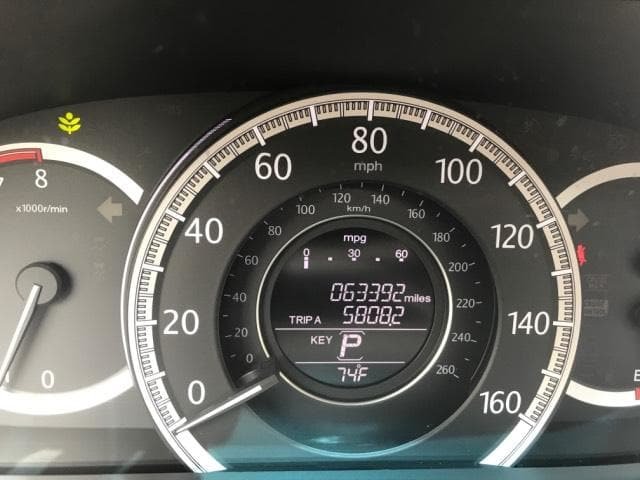 7 8
x1000r/min
0
0 20 40 60 80 100 120 140 160
mph
0 20 40 60 80 100 120 140 160 180 200 220 240 260
km/h
mpg
0 30 60
063392 miles
TRIP A 5808.2
KEY P
74°F
E